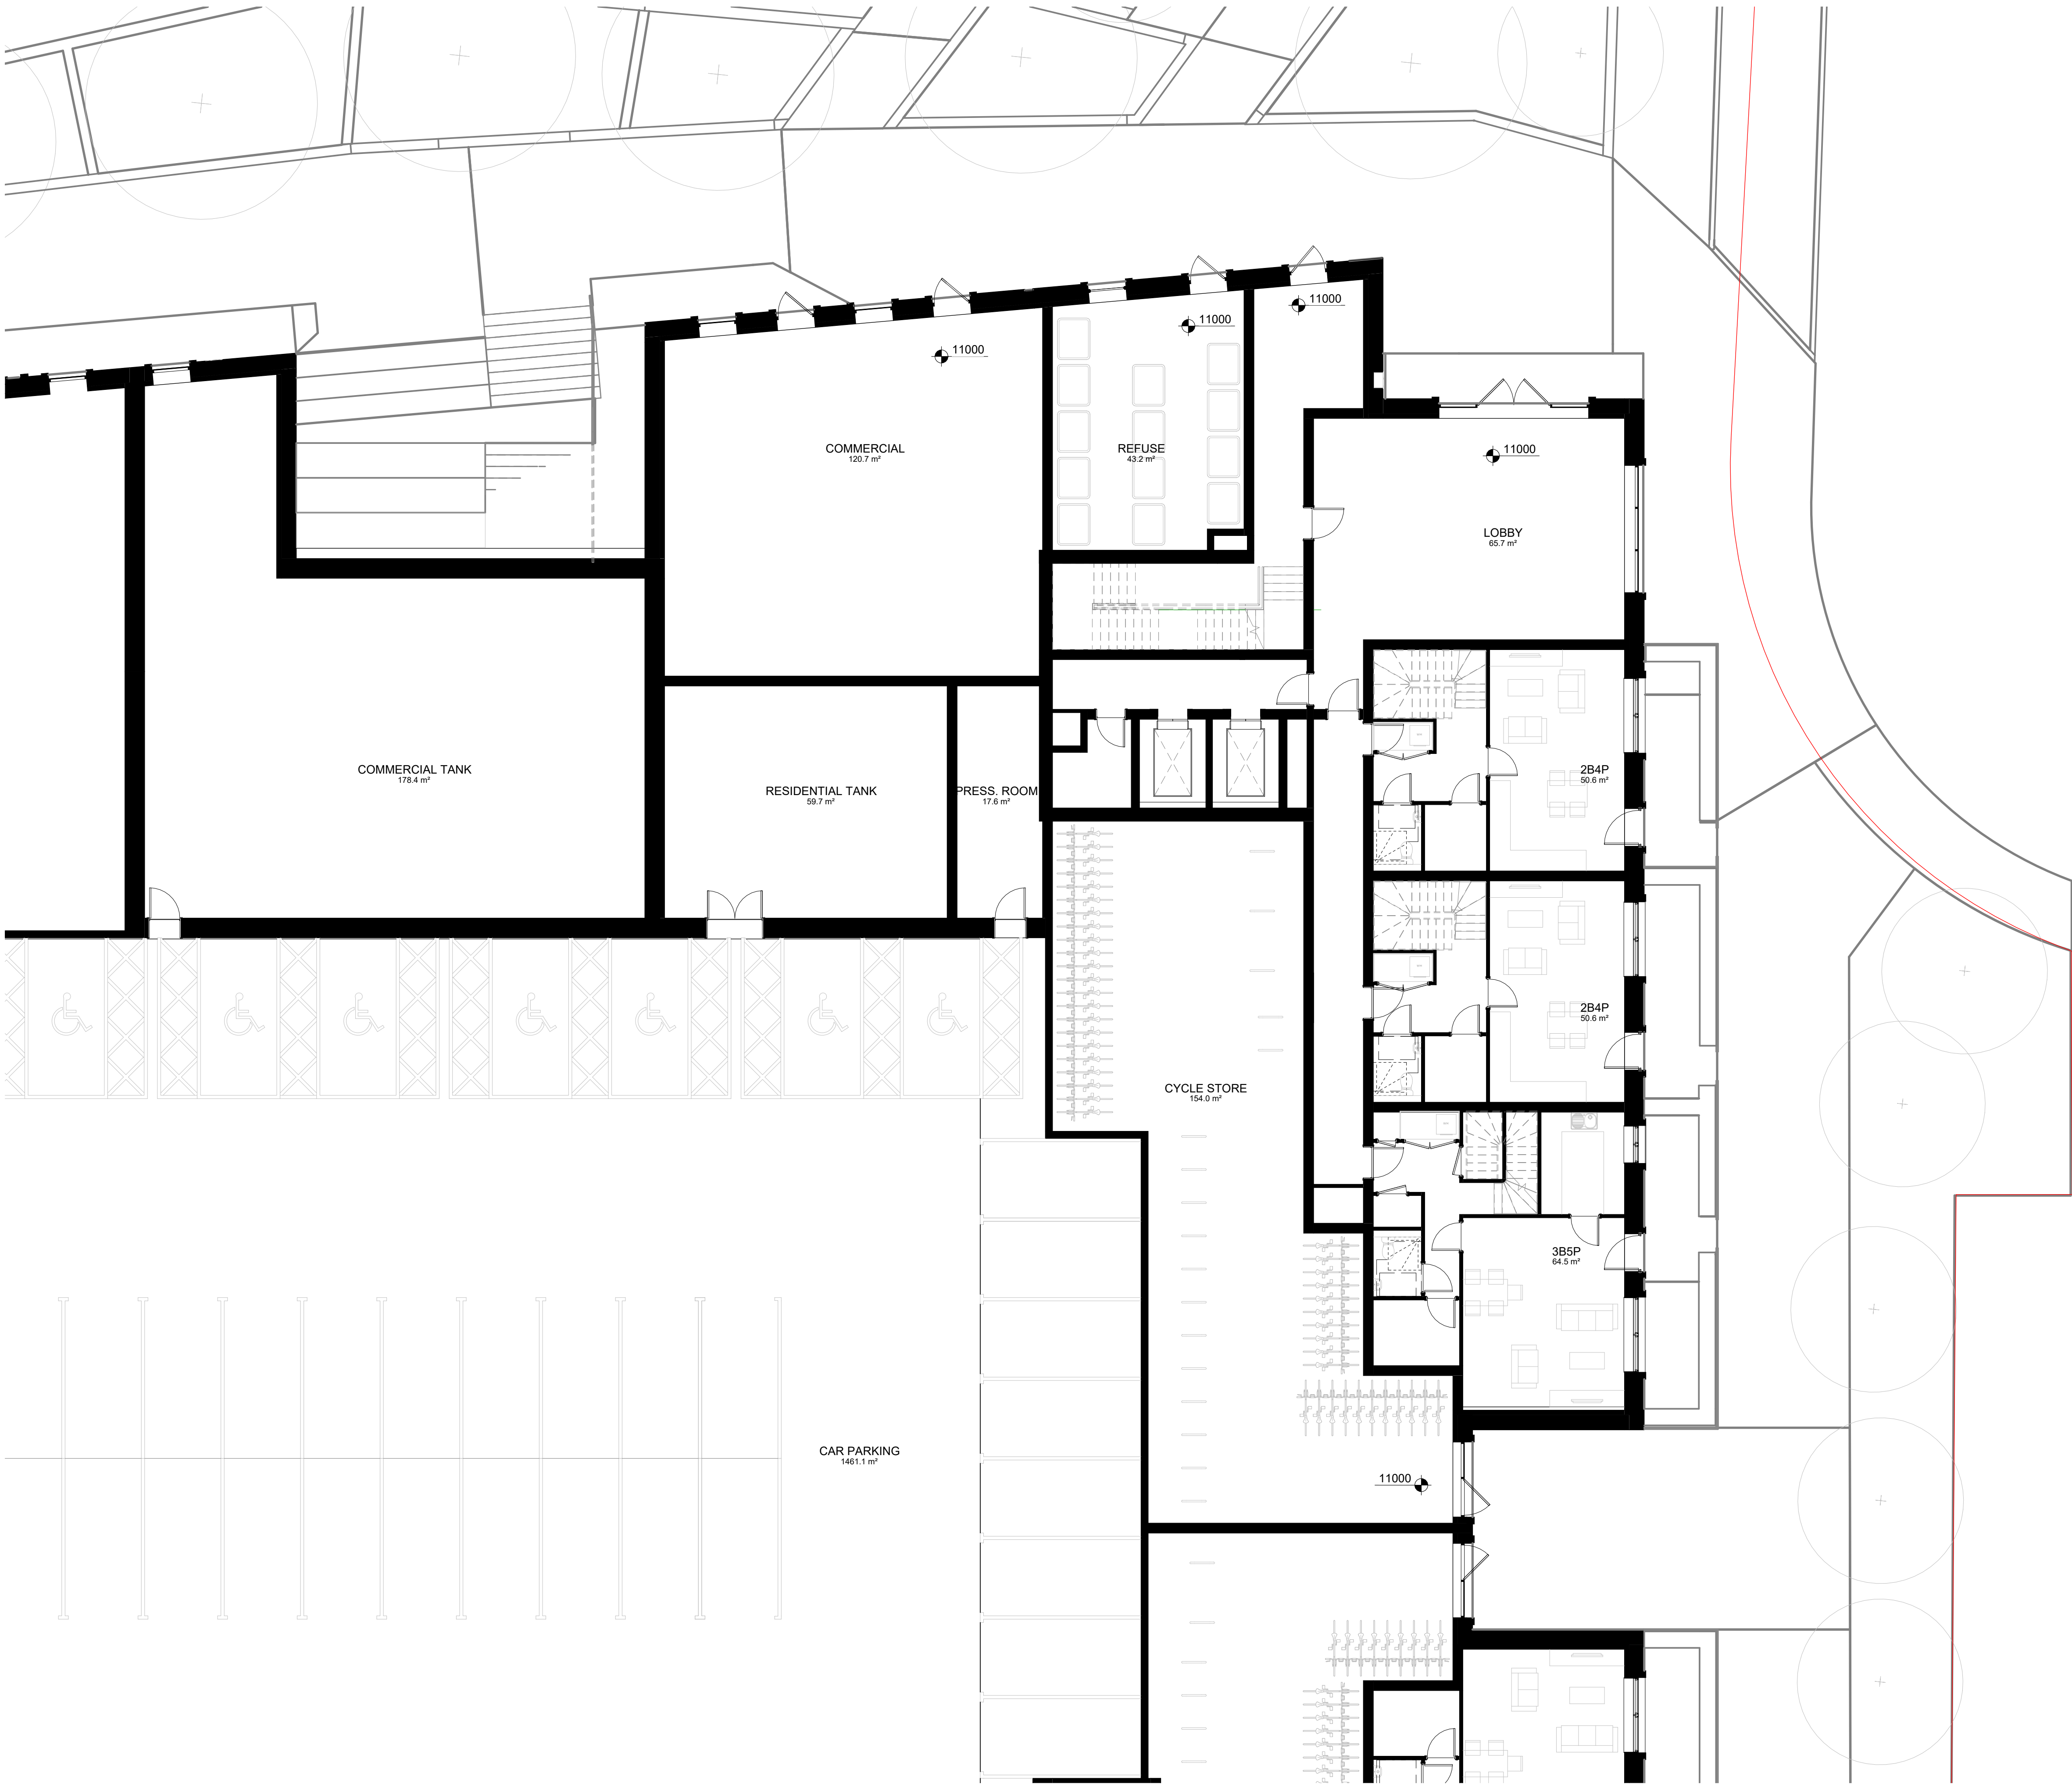 11000
11000
11000
COMMERCIAL
120.7 m²
REFUSE
43.2 m²
11000
LOBBY
65.7 m²
COMMERCIAL TANK
178.4 m²
RESIDENTIAL TANK
59.7 m²
PRESS. ROOM
17.6 m²
2B4P
50.6 m²
2B4P
50.6 m²
CYCLE STORE
154.0 m²
3B5P
64.5 m²
CAR PARKING
1461.1 m²
11000